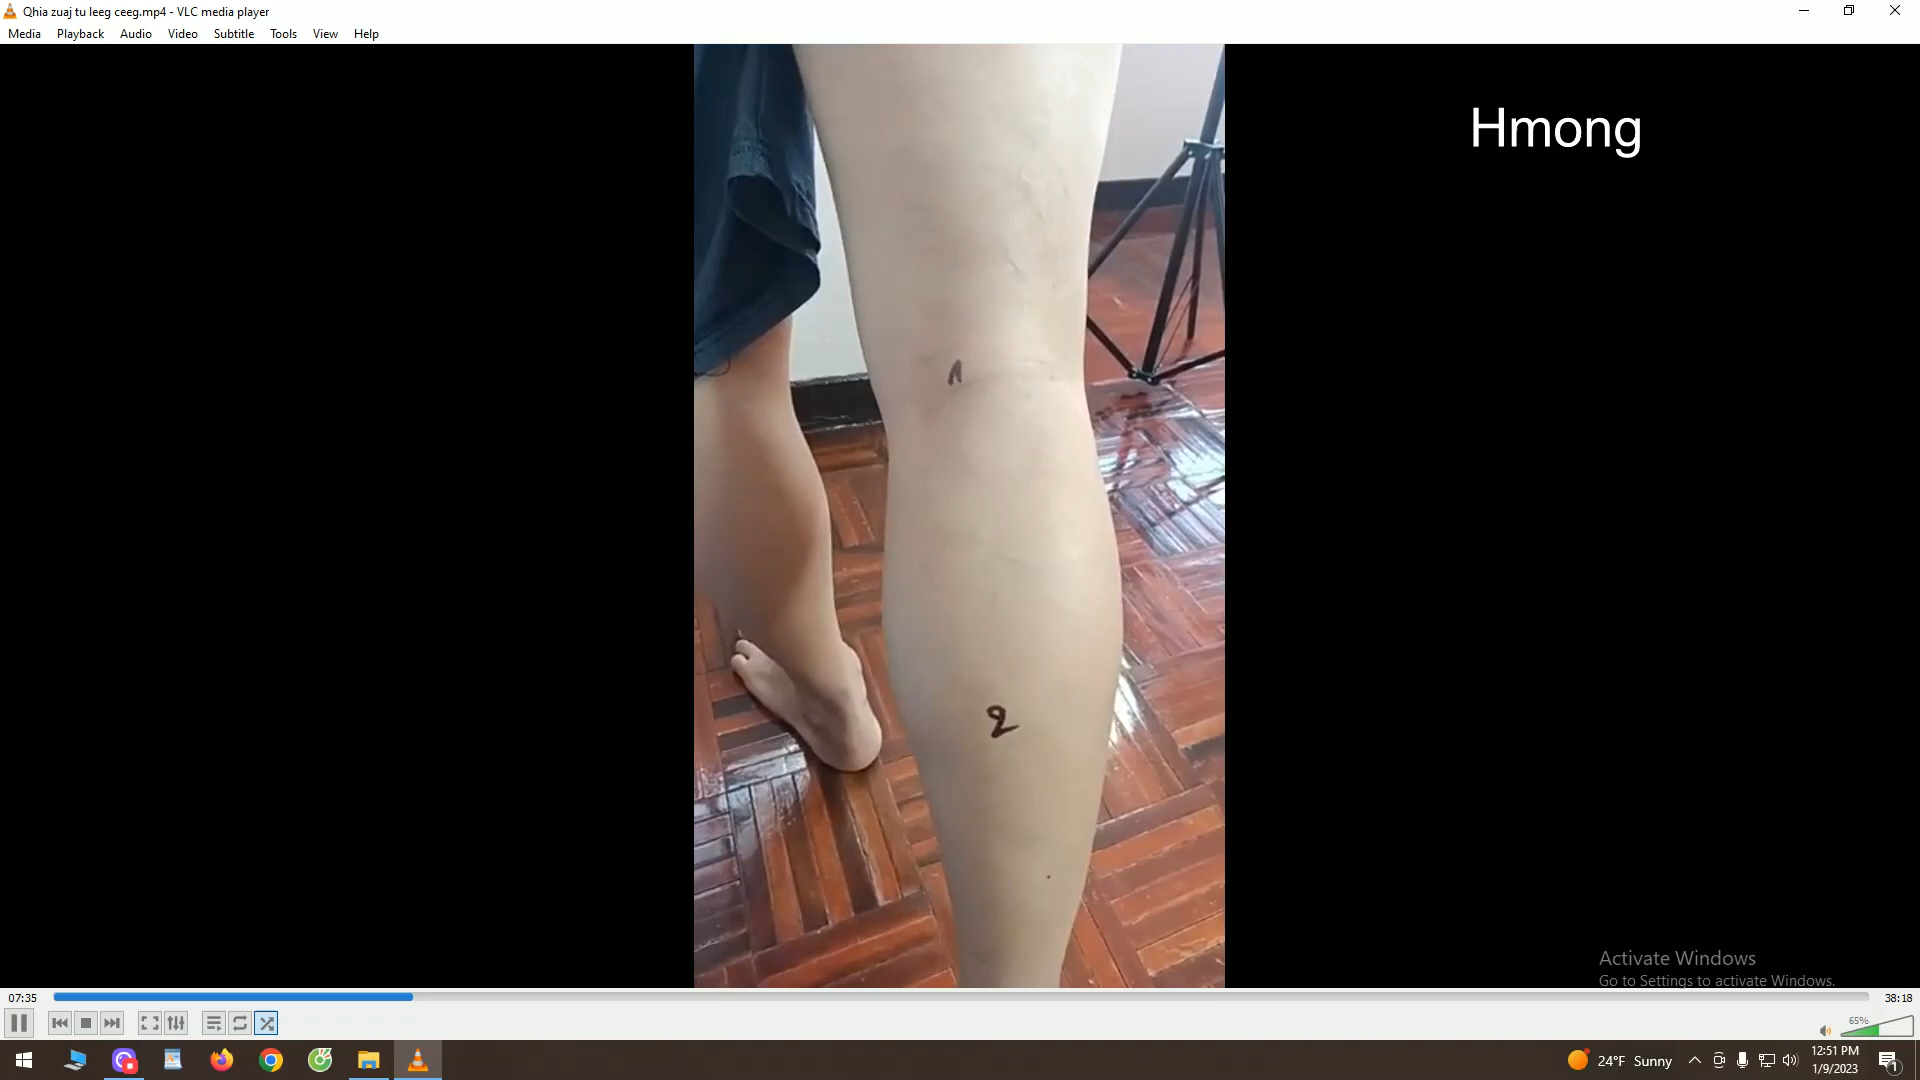 Qhia zuaj tu leeg ceeg.mp4 - VLC media player
Media Playback Audio Video Subtitle Tools View Help
Hmong
1
2
Activate Windows
Go to Settings to activate Windows.
07:35
38:18
65%
24°F Sunny
12:51 PM
1/9/2023
1